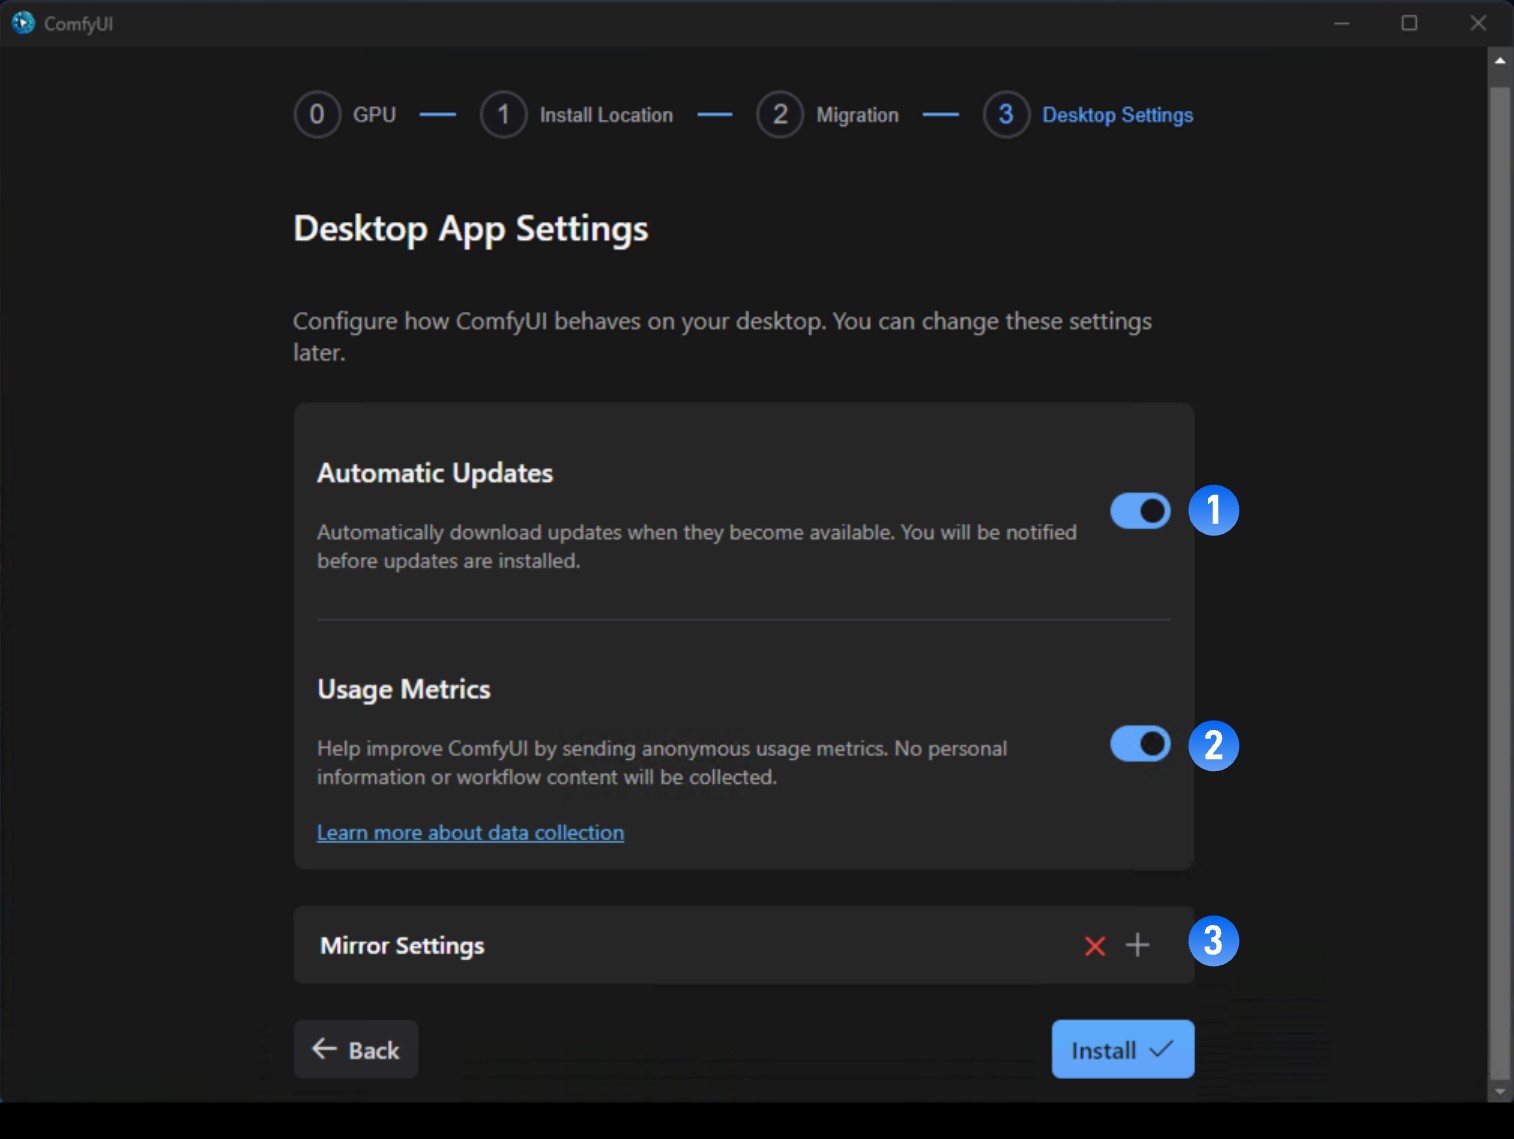 ComfyUI
0 GPU 1 Install Location 2 Migration 3 Desktop Settings
Desktop App Settings
Configure how ComfyUI behaves on your desktop. You can change these settings
later.
Automatic Updates
1
Automatically download updates when they become available. You will be notified
before updates are installed.
Usage Metrics
2
Help improve ComfyUI by sending anonymous usage metrics. No personal
information or workflow content will be collected.
Learn more about data collection
Mirror Settings
3
Back
Install